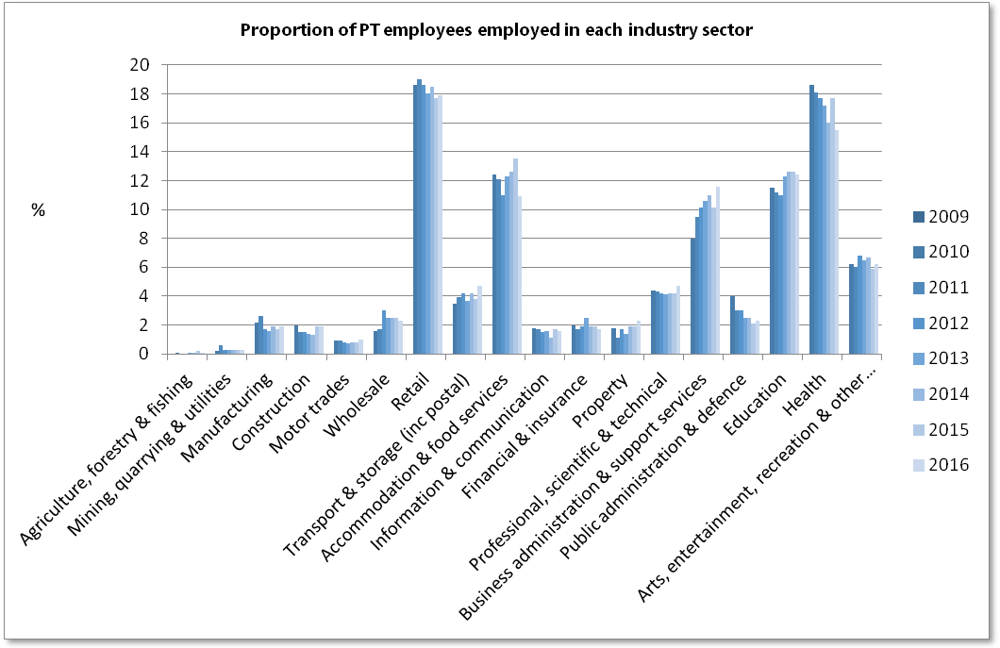 Proportion of PT employees employed in each industry sector
20
18
16
14
12
10
8
6
4
2
0
%
Agriculture, forestry & fishing
Mining, quarrying & utilities
Manufacturing
Construction
Motor trades
Wholesale
Retail
Transport & storage (inc postal)
Accommodation & food services
Information & communication
Financial & insurance
Property
Professional, scientific & technical
Business administration & support services
Public administration & defence
Education
Health
Arts, entertainment, recreation & other...
2009
2010
2011
2012
2013
2014
2015
2016